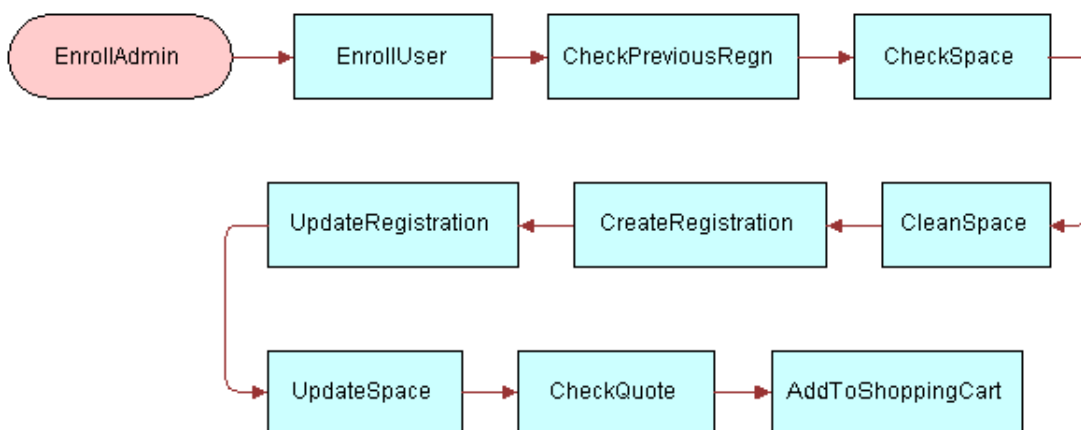 EnrollAdmin
EnrollUser
CheckPreviousRegn
CheckSpace
CleanSpace
CreateRegistration
UpdateRegistration
UpdateSpace
CheckQuote
AddToShoppingCart